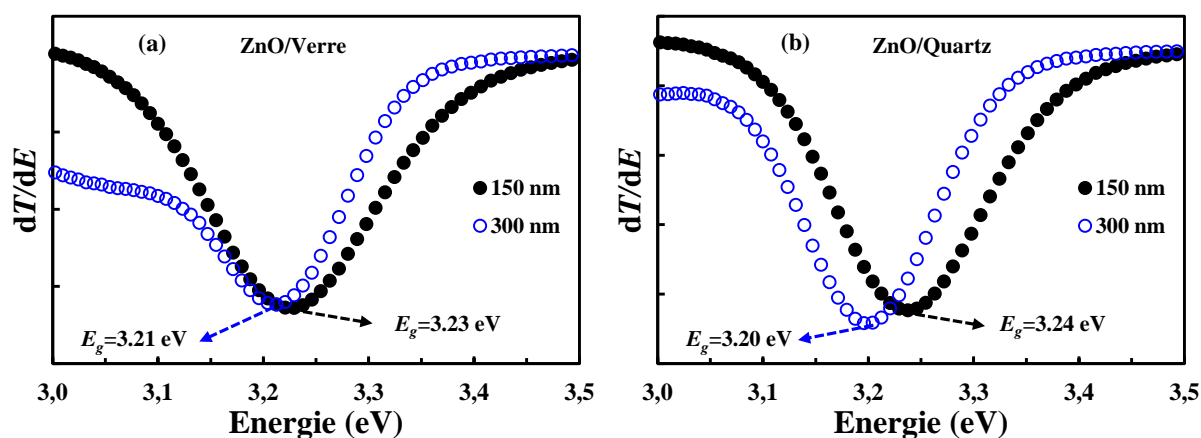 (a) ZnO/Verre
dT/dE
150 nm
300 nm
E_g=3.21 eV
E_g=3.23 eV
3,0 3,1 3,2 3,3 3,4 3,5
Energie (eV)
(b) ZnO/Quartz
dT/dE
150 nm
300 nm
E_g=3.20 eV
E_g=3.24 eV
3,0 3,1 3,2 3,3 3,4 3,5
Energie (eV)